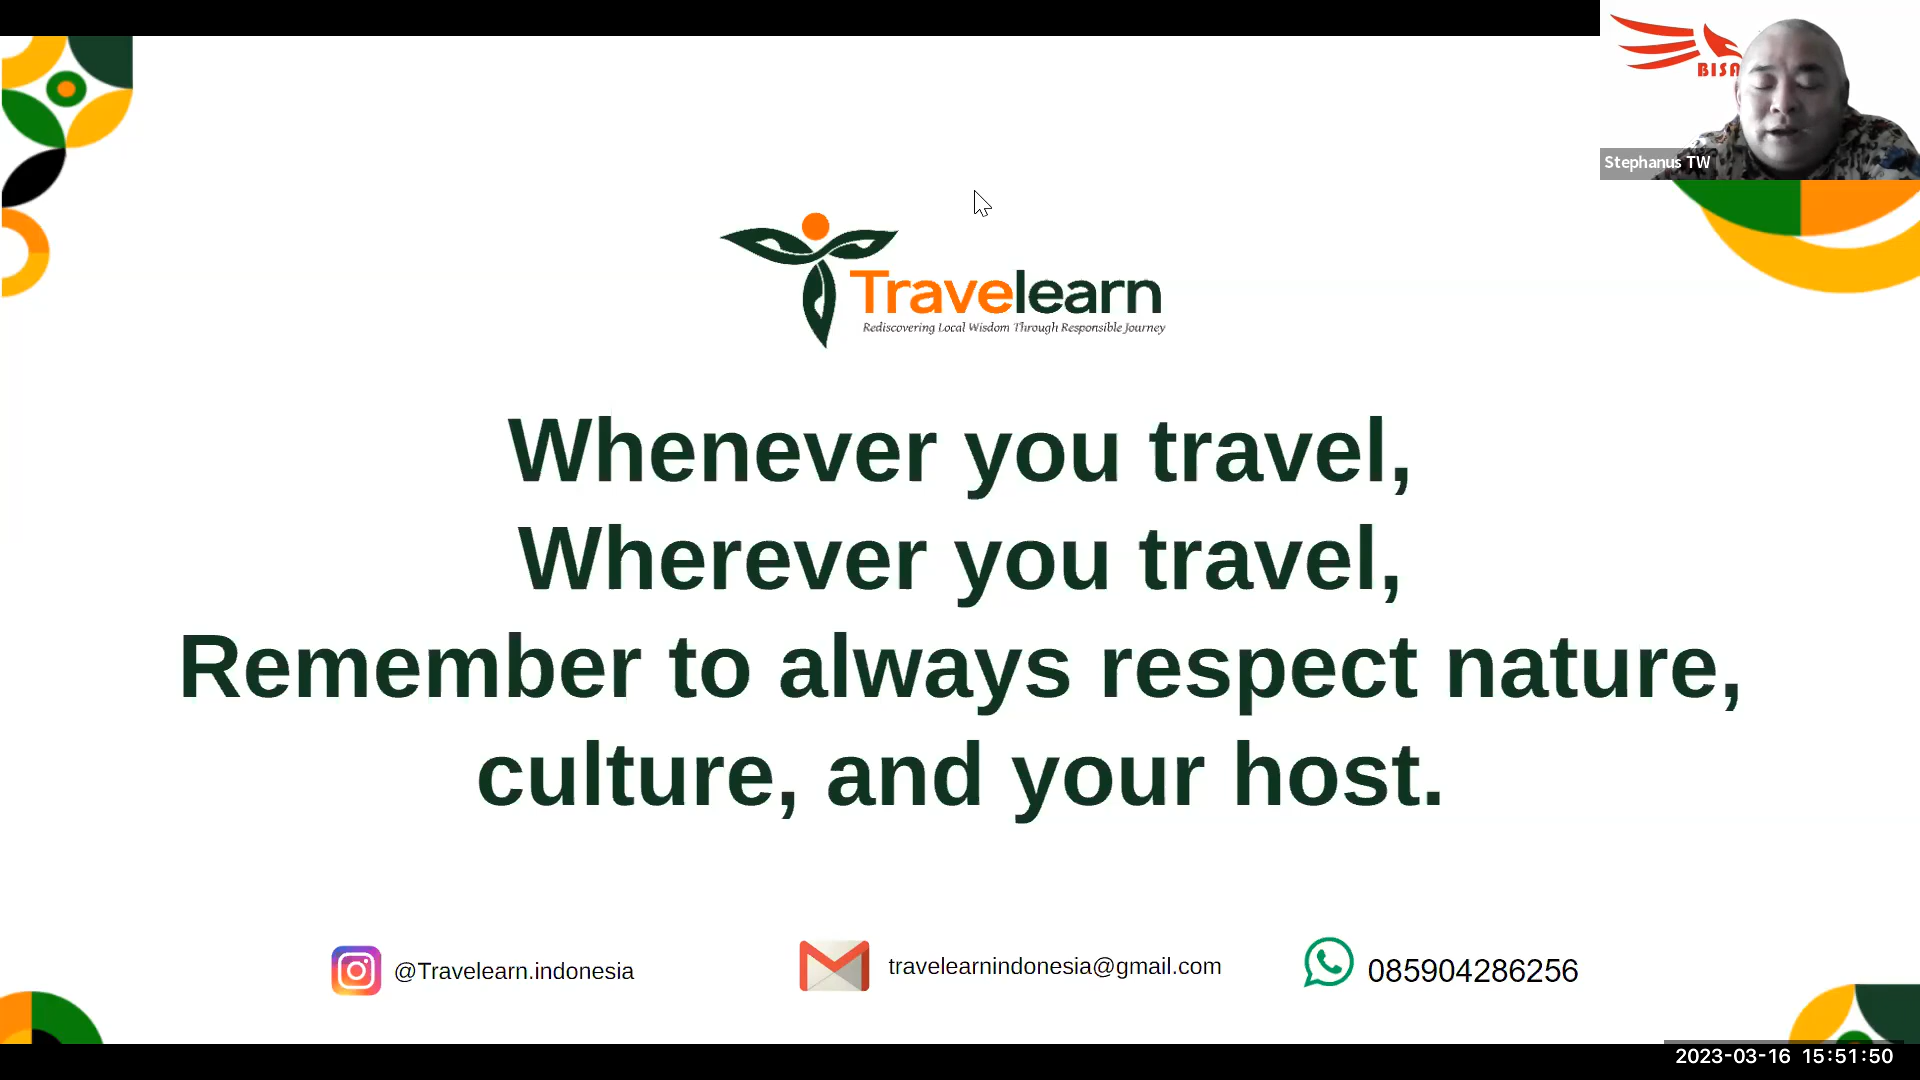 BISA
Stephanus TW
Travelearn
Rediscovering Local Wisdom Through Responsible Journey
Whenever you travel,
Wherever you travel,
Remember to always respect nature,
culture, and your host.
@Travelearn.indonesia
travelearnindonesia@gmail.com
085904286256
2023-03-16 15:51:50